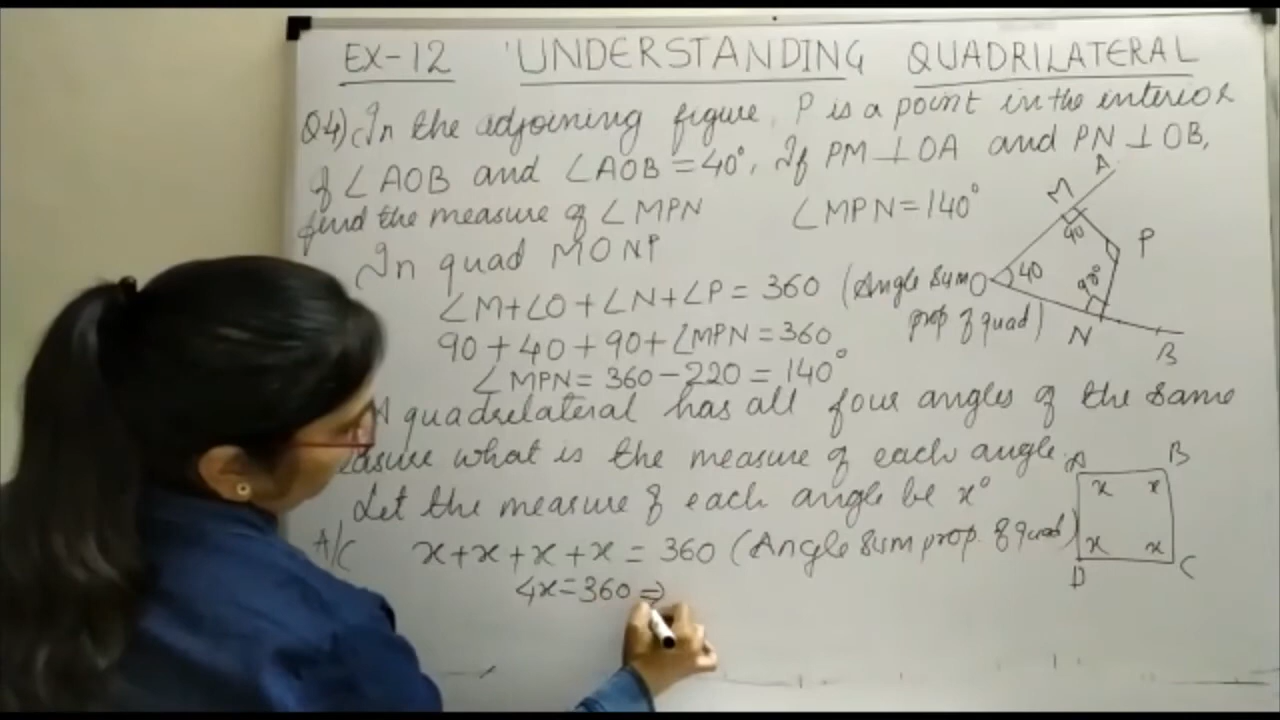 EX-12 'UNDERSTANDING QUADRILATERAL
Q4) In the adjoining figure, P is a point in the interior
of ∠AOB and ∠AOB = 40°, If PM ⊥ OA and PN ⊥ OB,
find the measure of ∠MPN ∠MPN = 140°
In quad MONP
∠M+∠O+∠N+∠P = 360 (Angle sum
prop of quad)
90 + 40 + 90 + ∠MPN = 360
∠MPN = 360 - 220 = 140°
A
M
40
P
O
40
90°
N
B
quadrilateral has all four angles of the same
what is the measure of each angle.
Let the measure of each angle be x°
A/C x + x + x + x = 360 (Angle sum prop. of quad)
4x = 360 ⇒
A B
x x
x x
D C